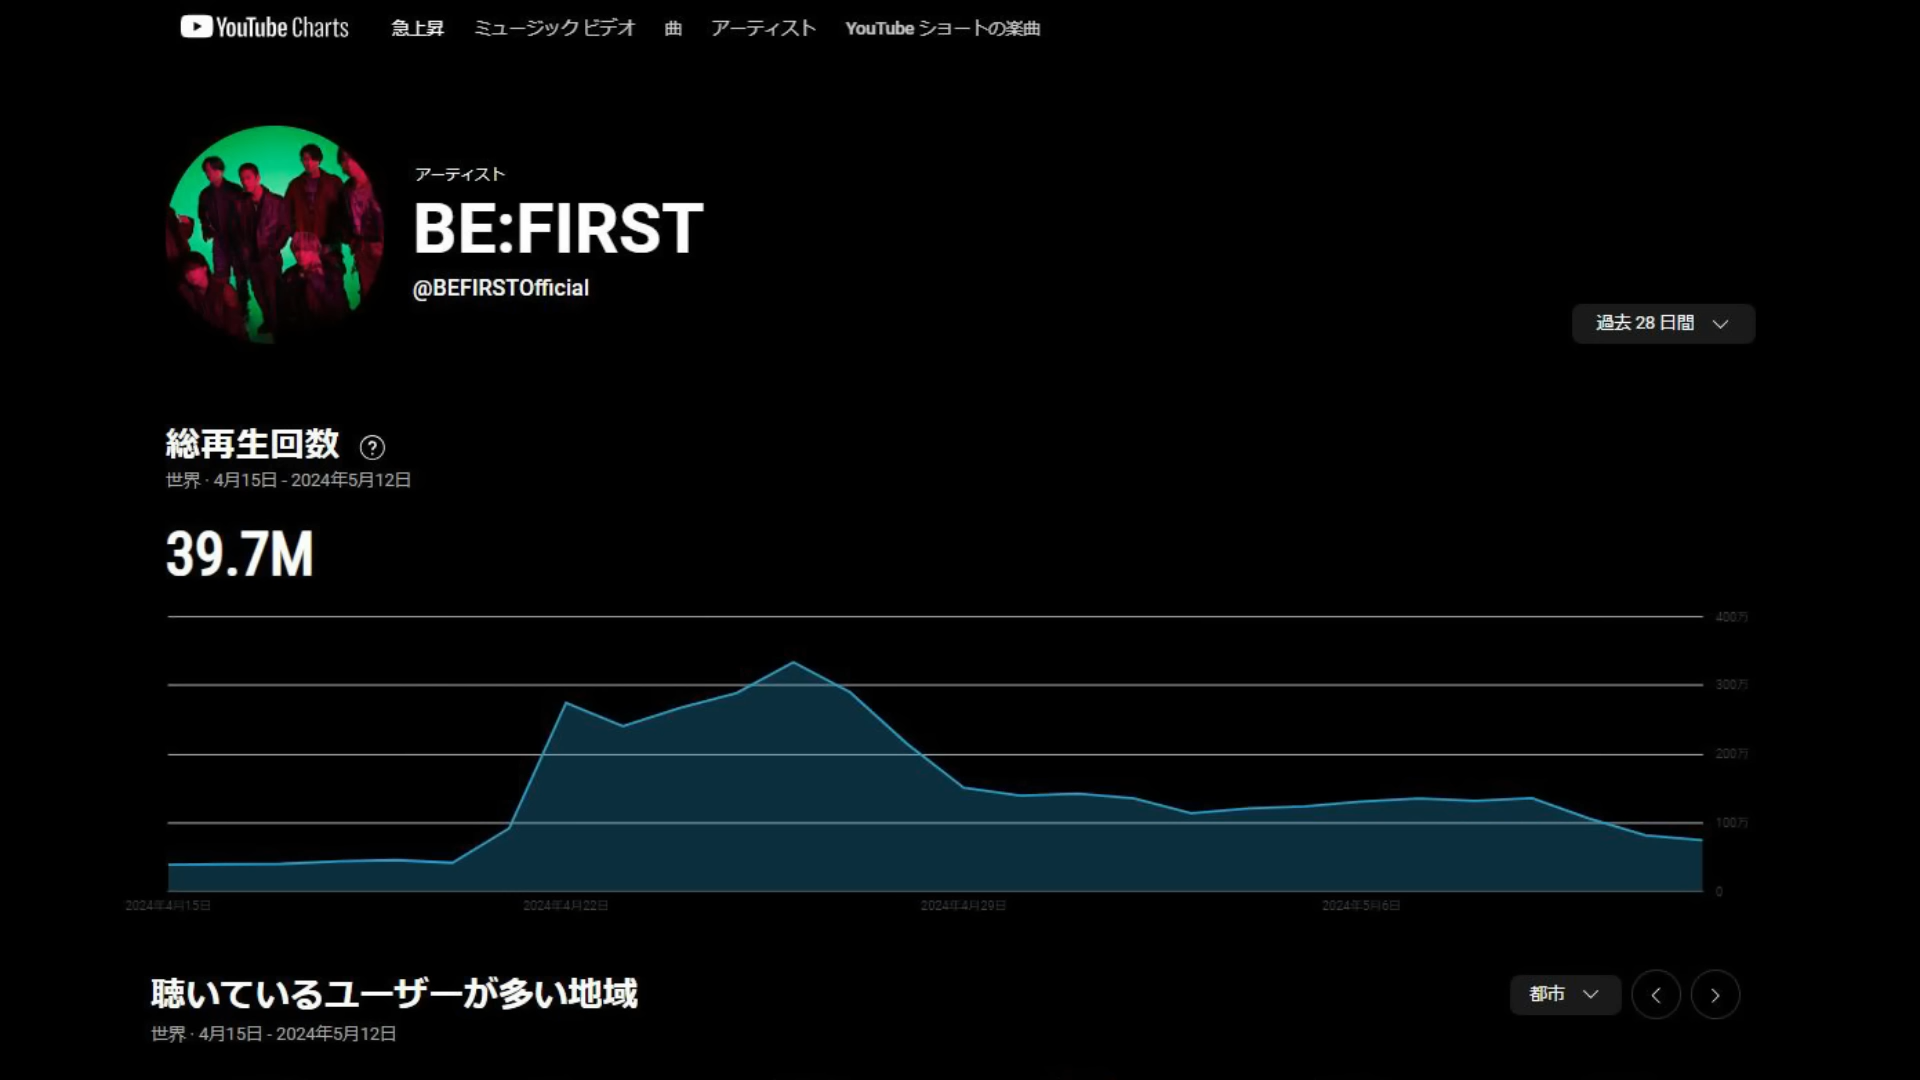 YouTube Charts 急上昇 ミュージック ビデオ 曲 アーティスト YouTube ショートの楽曲
アーティスト
BE:FIRST
@BEFIRSTOfficial
過去 28 日間
総再生回数 ?
世界 · 4月15日 - 2024年5月12日
39.7M
400万
300万
200万
100万
0
2024年4月15日 2024年4月22日 2024年4月29日 2024年5月6日
聴いているユーザーが多い地域
都市
世界 · 4月15日 - 2024年5月12日